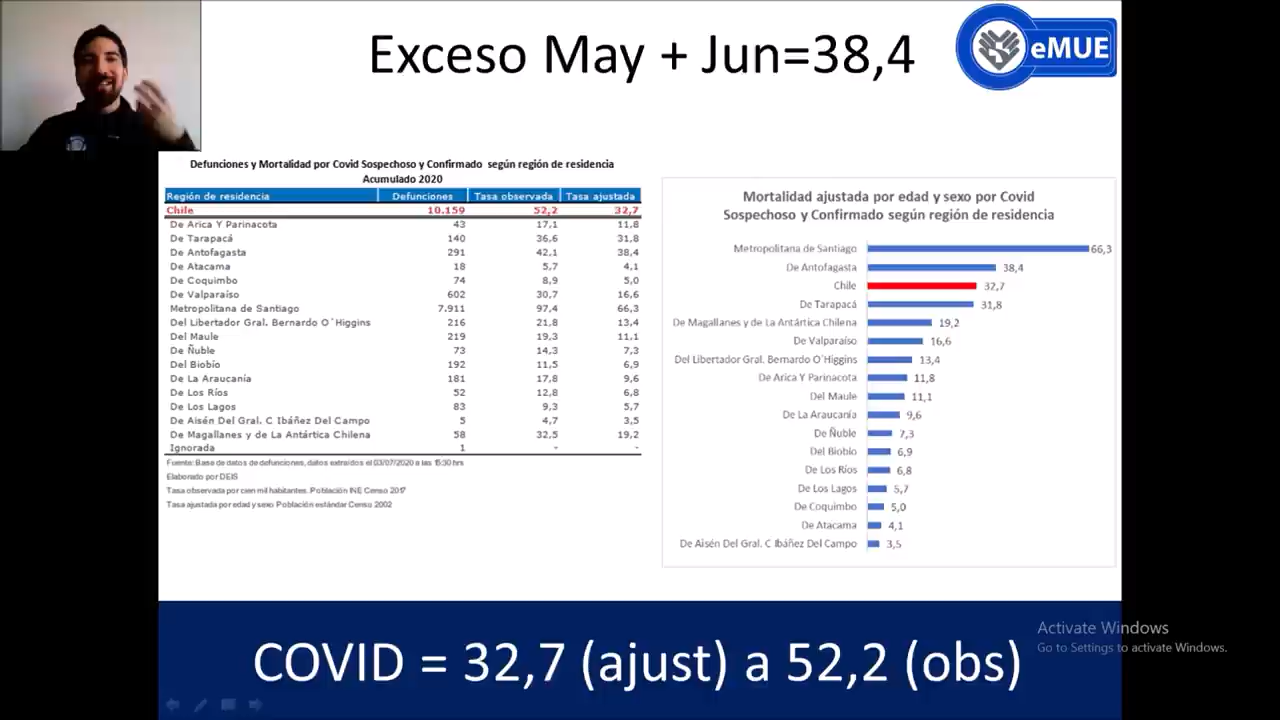 Exceso May + Jun=38,4
eMUE
Defunciones y Mortalidad por Covid Sospechoso y Confirmado según región de residencia
Acumulado 2020
Región de residencia Defunciones Tasa observada Tasa ajustada
Chile 10.159 52,2 32,7
De Arica Y Parinacota 43 17,1 11,8
De Tarapacá 140 36,6 31,8
De Antofagasta 291 42,1 38,4
De Atacama 18 5,7 4,1
De Coquimbo 74 8,9 5,0
De Valparaíso 602 30,7 16,6
Metropolitana de Santiago 7.911 97,4 66,3
Del Libertador Gral. Bernardo O´Higgins 216 21,8 13,4
Del Maule 219 19,3 11,1
De Ñuble 73 14,3 7,3
Del Biobío 192 11,5 6,9
De La Araucanía 181 17,8 9,6
De Los Ríos 52 12,8 6,8
De Los Lagos 83 9,3 5,7
De Aisén Del Gral. C Ibáñez Del Campo 5 4,7 3,5
De Magallanes y de La Antártica Chilena 58 32,5 19,2
Ignorada 1 - -
Fuente: Base de datos de defunciones, datos extraídos el 03/07/2020 a las 15:30 hrs
Elaborado por DEIS
Tasa observada por cien mil habitantes. Población INE Censo 2017
Tasa ajustada por edad y sexo Población estándar Censo 2002
Mortalidad ajustada por edad y sexo por Covid
Sospechoso y Confirmado según región de residencia
Metropolitana de Santiago 66,3
De Antofagasta 38,4
Chile 32,7
De Tarapacá 31,8
De Magallanes y de La Antártica Chilena 19,2
De Valparaíso 16,6
Del Libertador Gral. Bernardo O´Higgins 13,4
De Arica Y Parinacota 11,8
Del Maule 11,1
De La Araucanía 9,6
De Ñuble 7,3
Del Biobío 6,9
De Los Ríos 6,8
De Los Lagos 5,7
De Coquimbo 5,0
De Atacama 4,1
De Aisén Del Gral. C Ibáñez Del Campo 3,5
COVID = 32,7 (ajust) a 52,2 (obs)
Activate Windows
Go to Settings to activate Windows.